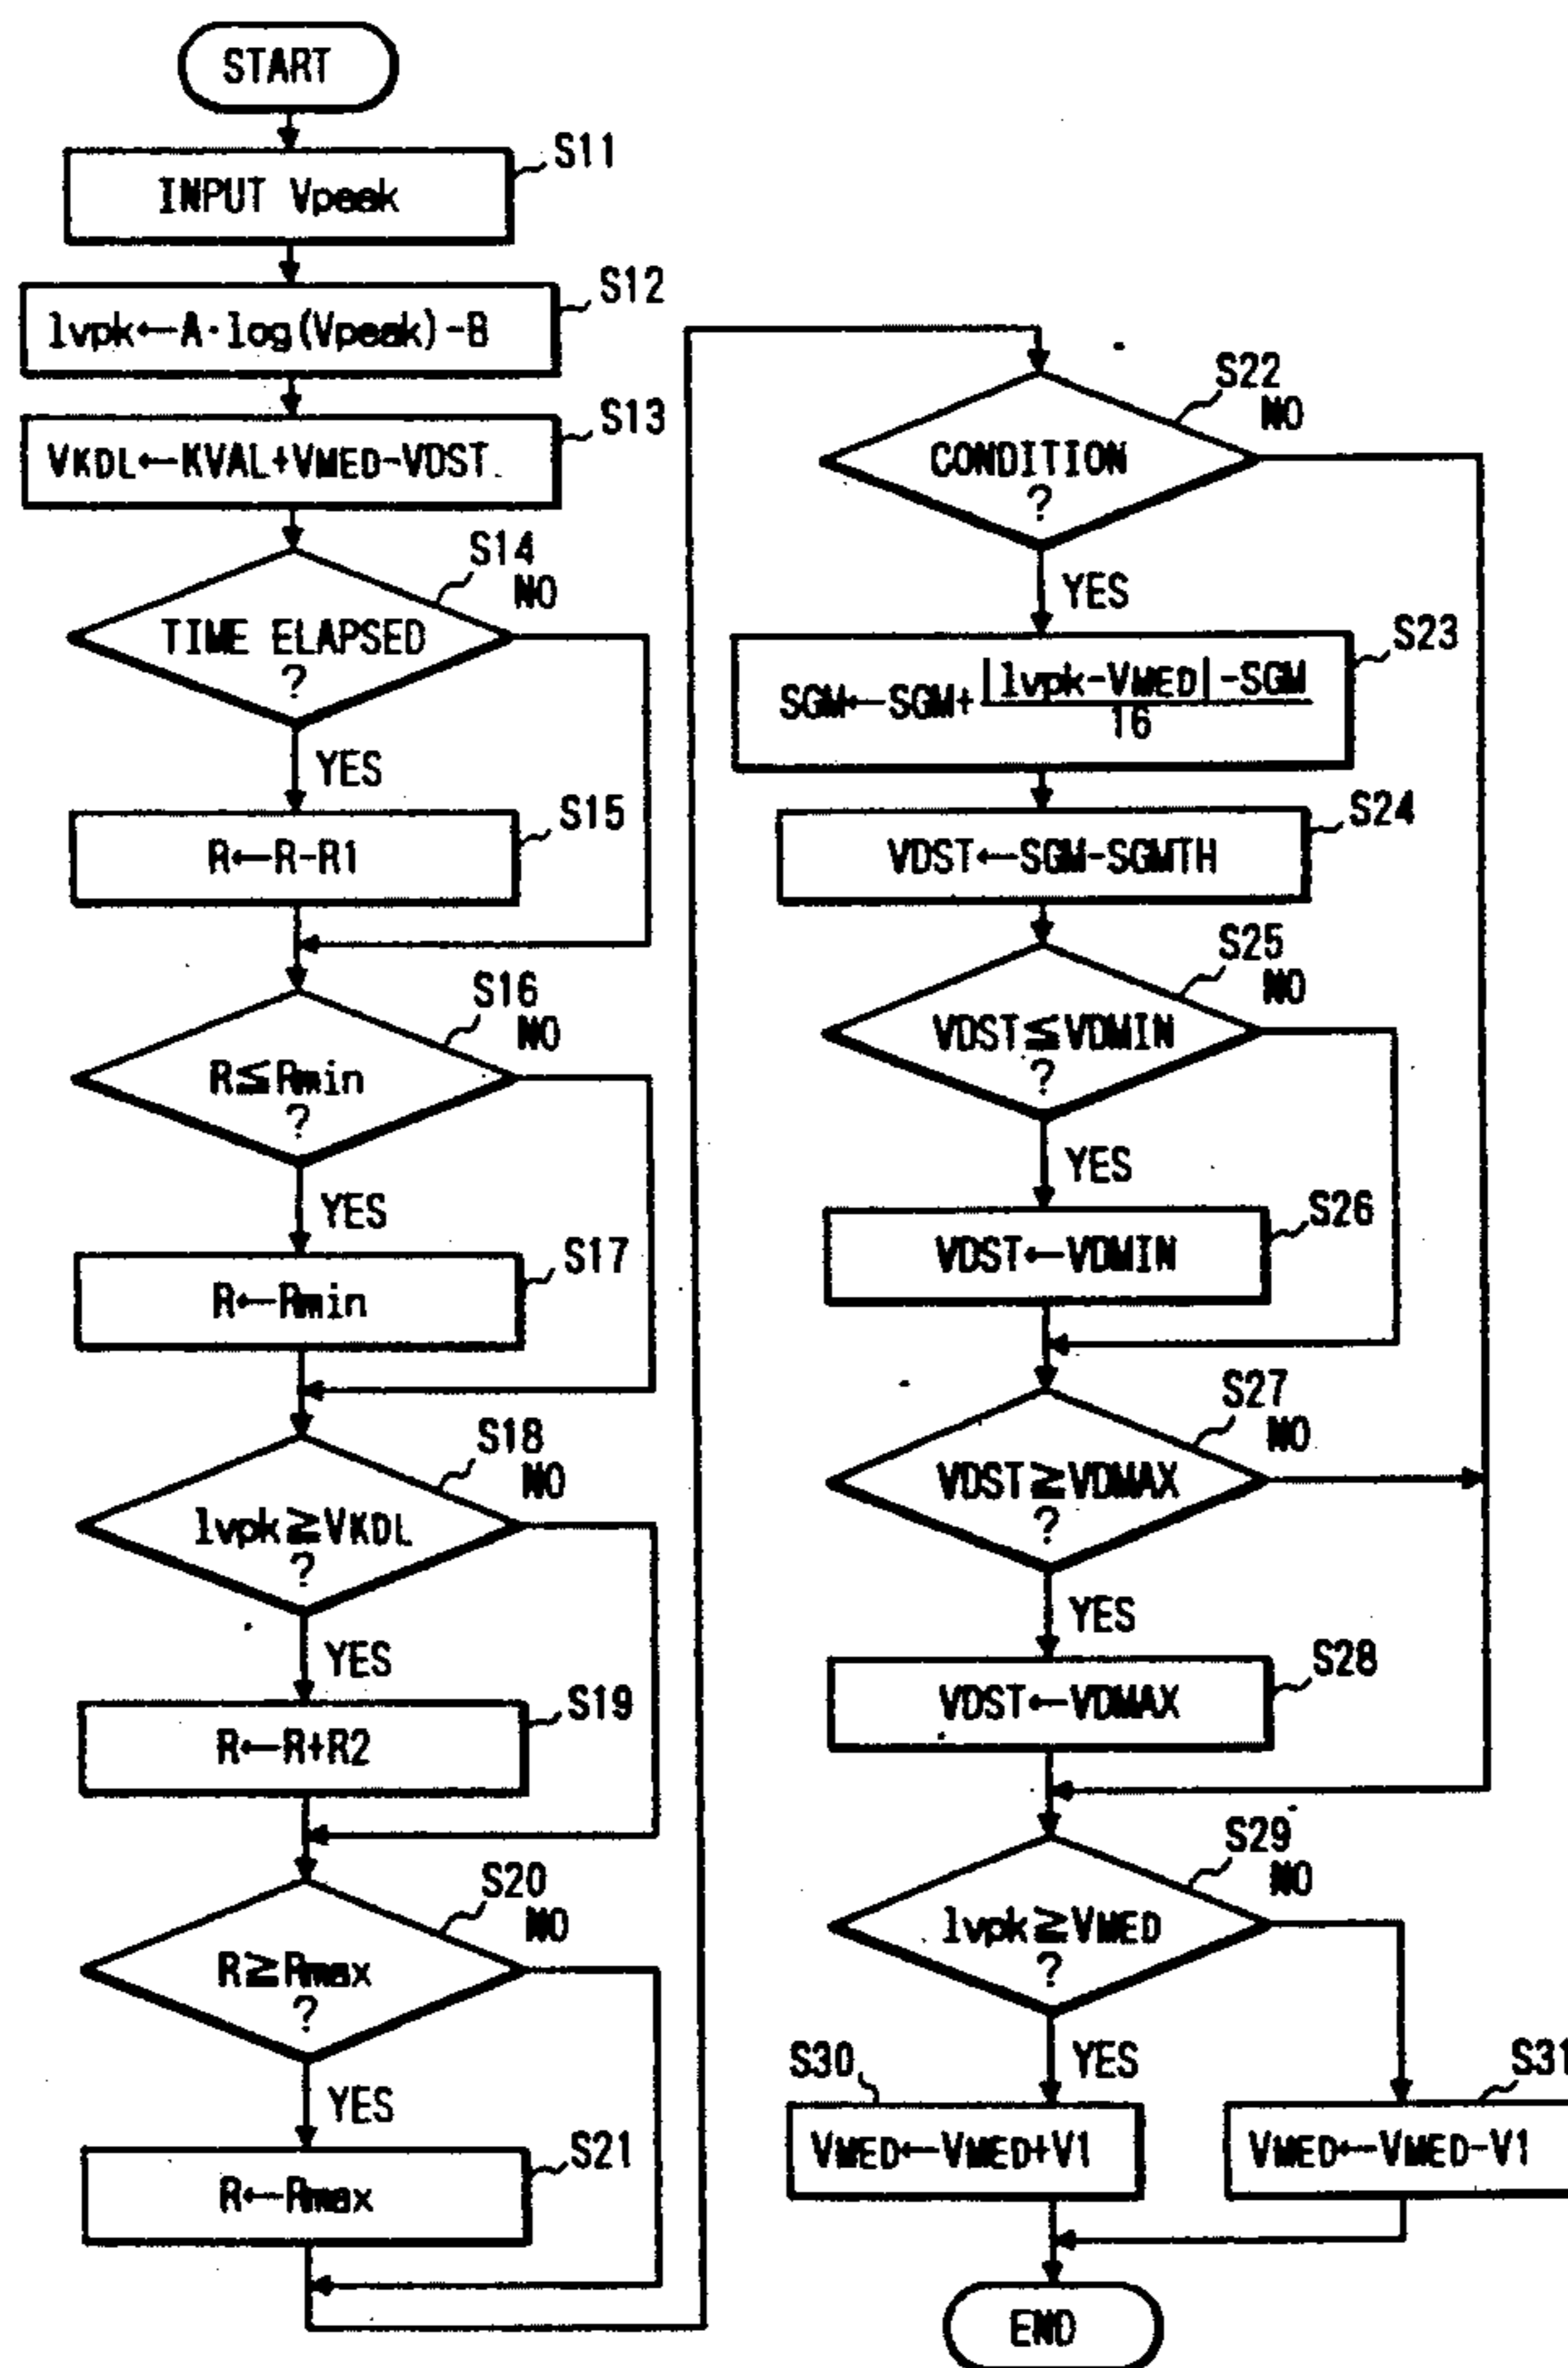 START
S11
INPUT Vpeak
S12
lvpk←A·log(Vpeak)-B
S13
VKDL←KVAL+VMED-VDST
S14
NO
TIME ELAPSED
?
YES
S15
R←R-R1
S16
NO
R≦Rmin
?
YES
S17
R←Rmin
S18
NO
lvpk≧VKDL
?
YES
S19
R←R+R2
S20
NO
R≧Rmax
?
YES
S21
R←Rmax
S22
NO
CONDITION
?
YES
S23
SGM←SGM+|lvpk-VMED|-SGM
16
S24
VDST←SGM-SGMTH
S25
NO
VDST≦VDMIN
?
YES
S26
VDST←VDMIN
S27
NO
VDST≧VDMAX
?
YES
S28
VDST←VDMAX
S29
NO
lvpk≧VMED
?
YES
S30
VMED←VMED+V1
S31
VMED←VMED-V1
END